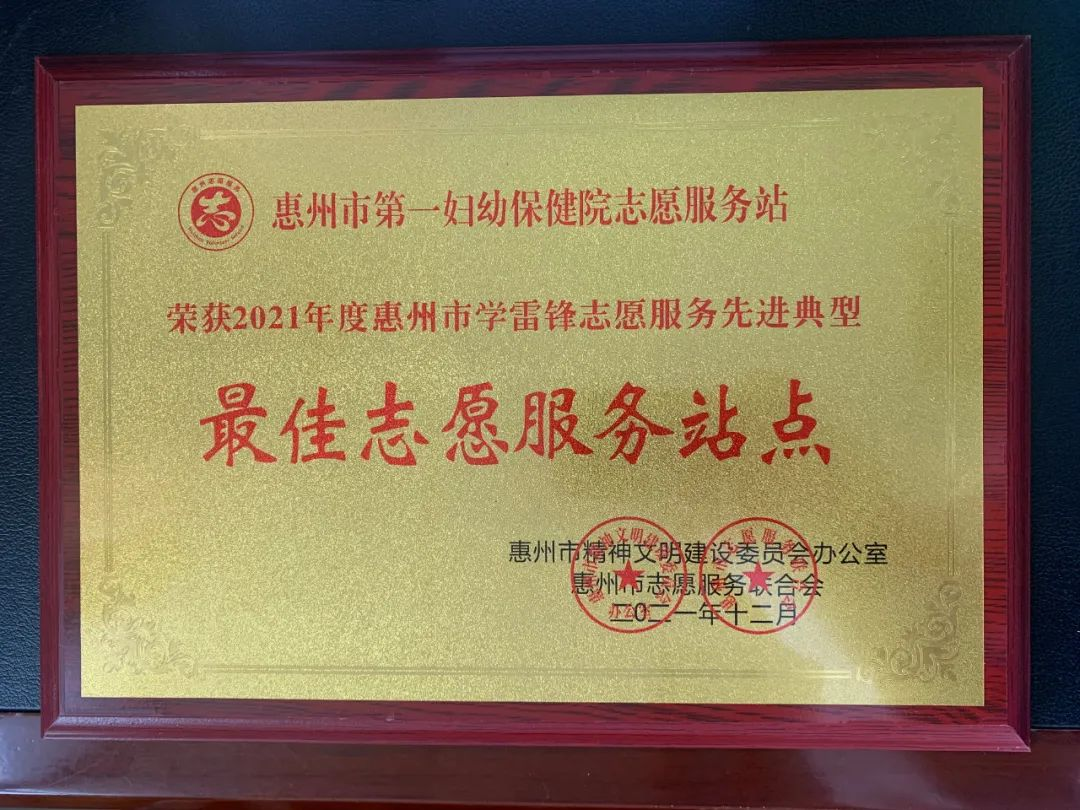 惠州市第一妇幼保健院志愿服务站
荣获2021年度惠州市学雷锋志愿服务先进典型
最佳志愿服务站点
惠州市精神文明建设委员会办公室
惠州市志愿服务联合会
二〇二一年十二月